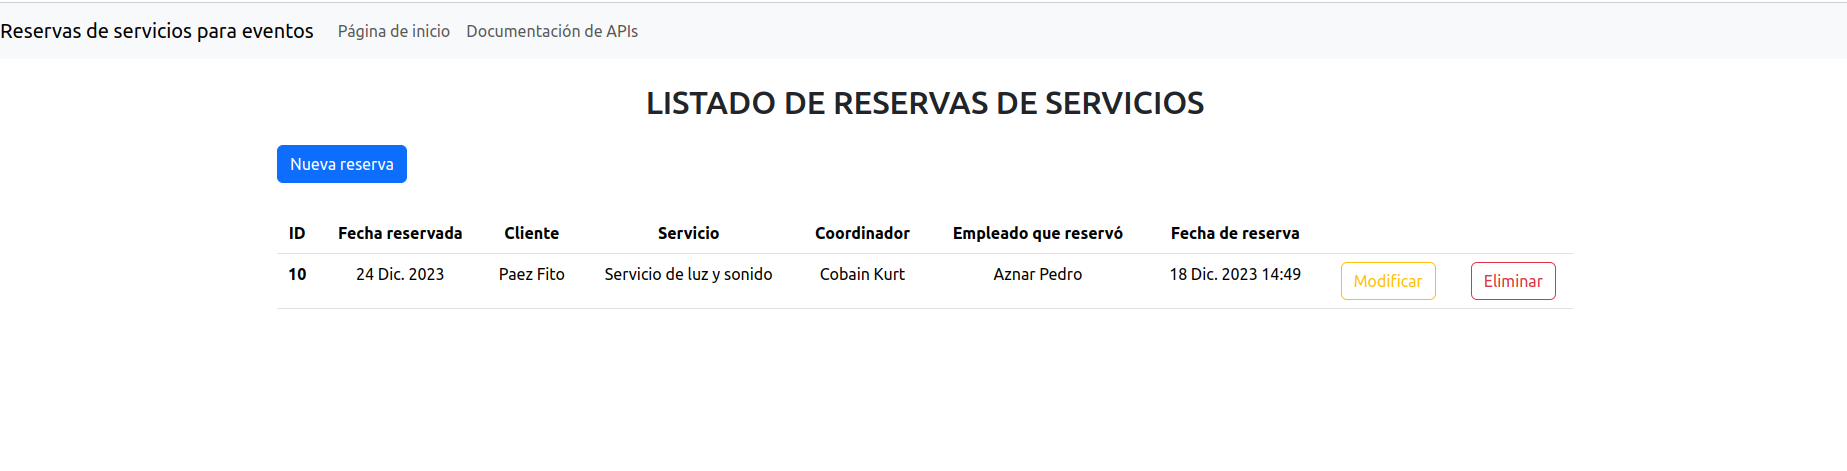 Reservas de servicios para eventos Página de inicio Documentación de APIs
LISTADO DE RESERVAS DE SERVICIOS
Nueva reserva
ID Fecha reservada Cliente Servicio Coordinador Empleado que reservó Fecha de reserva
10 24 Dic. 2023 Paez Fito Servicio de luz y sonido Cobain Kurt Aznar Pedro 18 Dic. 2023 14:49 Modificar Eliminar